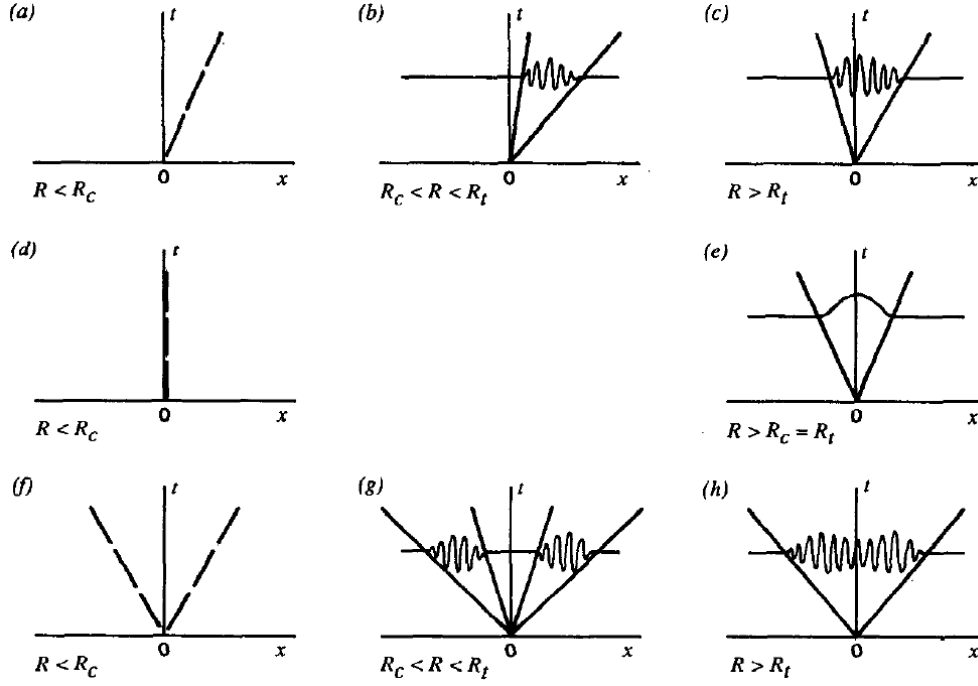 (a) t
0 x
R < R_c
(b) t
0 x
R_c < R < R_t
(c) t
0 x
R > R_t
(d) t
0 x
R < R_c
(e) t
0 x
R > R_c = R_t
(f) t
0 x
R < R_c
(g) t
0 x
R_c < R < R_t
(h) t
0 x
R > R_t